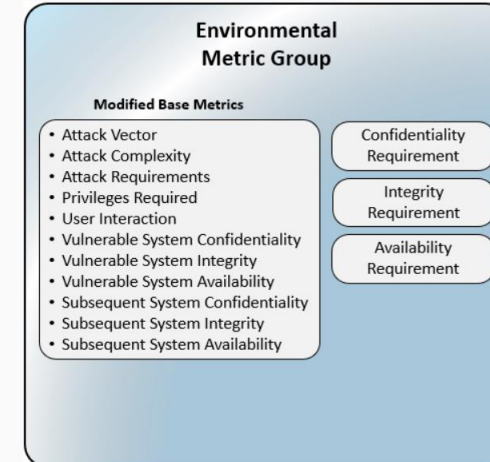 Environmental
Metric Group
Modified Base Metrics
• Attack Vector
• Attack Complexity
• Attack Requirements
• Privileges Required
• User Interaction
• Vulnerable System Confidentiality
• Vulnerable System Integrity
• Vulnerable System Availability
• Subsequent System Confidentiality
• Subsequent System Integrity
• Subsequent System Availability
Confidentiality
Requirement
Integrity
Requirement
Availability
Requirement